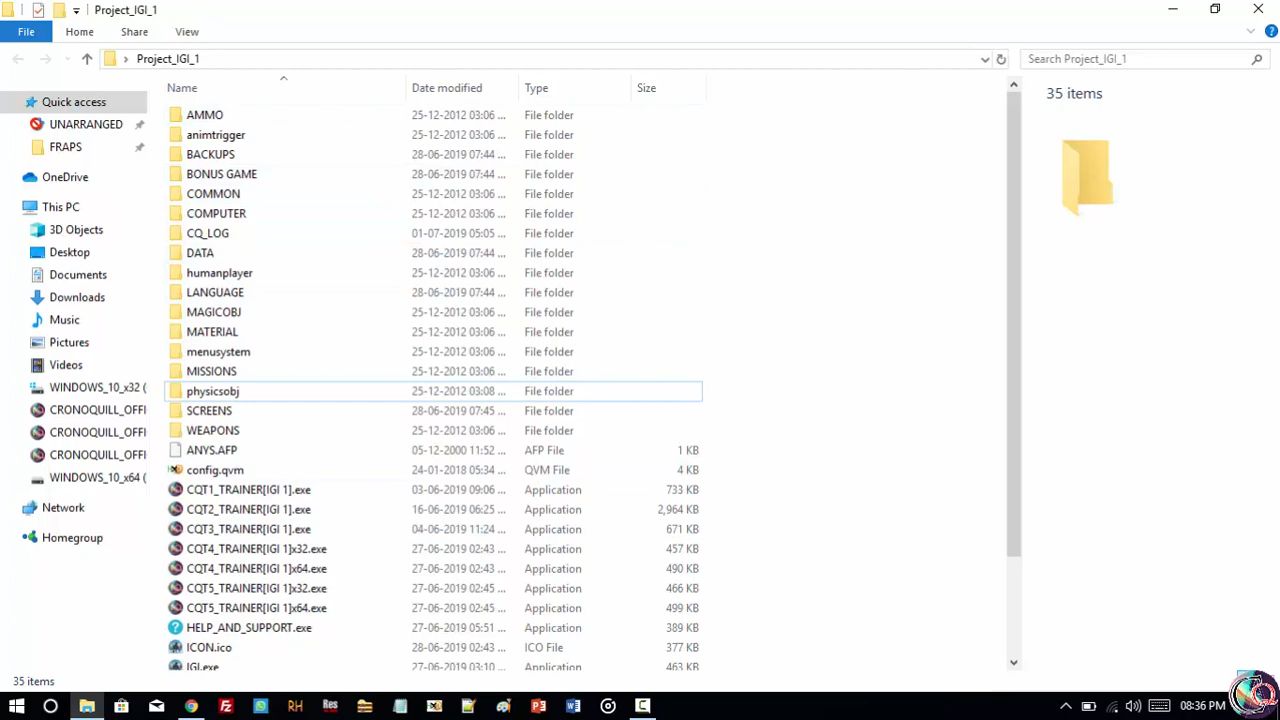 Project_IGI_1
File Home Share View
Project_IGI_1 Search Project_IGI_1
Name Date modified Type Size
Quick access
UNARRANGED
FRAPS
OneDrive
This PC
3D Objects
Desktop
Documents
Downloads
Music
Pictures
Videos
WINDOWS_10_x32 (
CRONOQUILL_OFFI
CRONOQUILL_OFFI
CRONOQUILL_OFFI
WINDOWS_10_x64 (
Network
Homegroup
AMMO 25-12-2012 03:06 ... File folder
animtrigger 25-12-2012 03:06 ... File folder
BACKUPS 28-06-2019 07:44 ... File folder
BONUS GAME 28-06-2019 07:44 ... File folder
COMMON 25-12-2012 03:06 ... File folder
COMPUTER 25-12-2012 03:06 ... File folder
CQ_LOG 01-07-2019 05:05 ... File folder
DATA 28-06-2019 07:44 ... File folder
humanplayer 25-12-2012 03:06 ... File folder
LANGUAGE 28-06-2019 07:44 ... File folder
MAGICOBJ 25-12-2012 03:06 ... File folder
MATERIAL 25-12-2012 03:06 ... File folder
menusystem 25-12-2012 03:06 ... File folder
MISSIONS 25-12-2012 03:06 ... File folder
physicsobj 25-12-2012 03:08 ... File folder
SCREENS 28-06-2019 07:45 ... File folder
WEAPONS 25-12-2012 03:06 ... File folder
ANYS.AFP 05-12-2000 11:52 ... AFP File 1 KB
config.qvm 24-01-2018 05:34 ... QVM File 4 KB
CQT1_TRAINER[IGI 1].exe 03-06-2019 09:06 ... Application 733 KB
CQT2_TRAINER[IGI 1].exe 16-06-2019 06:25 ... Application 2,964 KB
CQT3_TRAINER[IGI 1].exe 04-06-2019 11:24 ... Application 671 KB
CQT4_TRAINER[IGI 1]x32.exe 27-06-2019 02:43 ... Application 457 KB
CQT4_TRAINER[IGI 1]x64.exe 27-06-2019 02:43 ... Application 490 KB
CQT5_TRAINER[IGI 1]x32.exe 27-06-2019 02:45 ... Application 466 KB
CQT5_TRAINER[IGI 1]x64.exe 27-06-2019 02:45 ... Application 499 KB
HELP_AND_SUPPORT.exe 27-06-2019 05:51 ... Application 389 KB
ICON.ico 28-06-2019 02:43 ... ICO File 377 KB
IGI.exe 27-06-2019 03:10 ... Application 463 KB
35 items
35 items
RH Res
08:36 PM